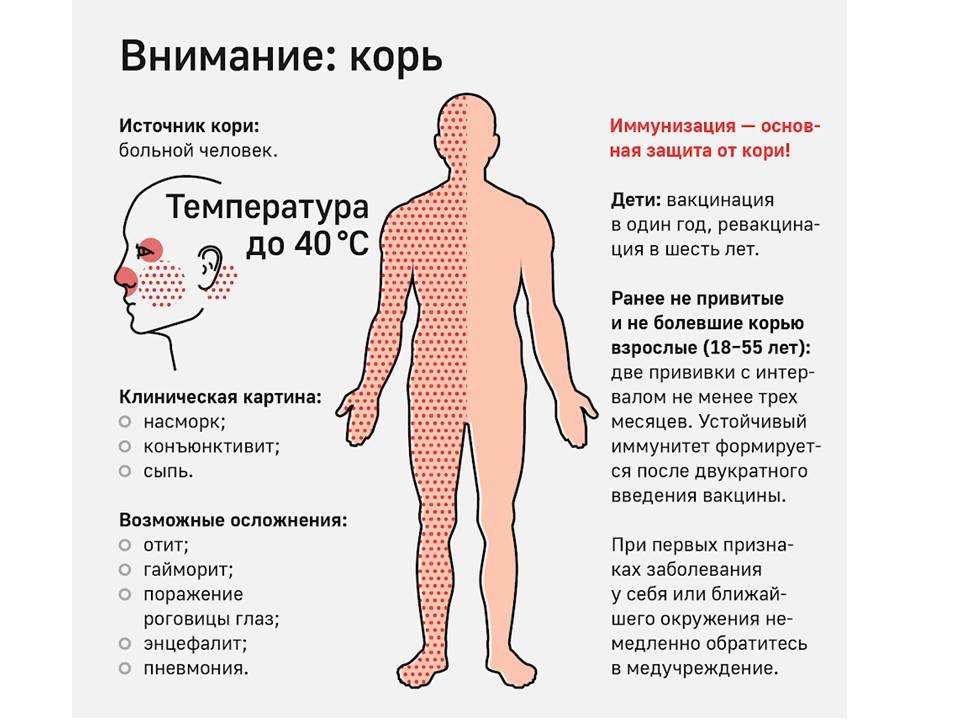 Внимание: корь
Источник кори:
больной человек.
Температура
до 40 °C
Клиническая картина:
насморк;
конъюнктивит;
сыпь.
Возможные осложнения:
отит;
гайморит;
поражение
роговицы глаз;
энцефалит;
пневмония.
Иммунизация — основ-
ная защита от кори!
Дети: вакцинация
в один год, ревакцина-
ция в шесть лет.
Ранее не привитые
и не болевшие корью
взрослые (18–55 лет):
две прививки с интер-
валом не менее трех
месяцев. Устойчивый
иммунитет формирует-
ся после двукратного
введения вакцины.
При первых призна-
ках заболевания
у себя или ближай-
шего окружения не-
медленно обратитесь
в медучреждение.